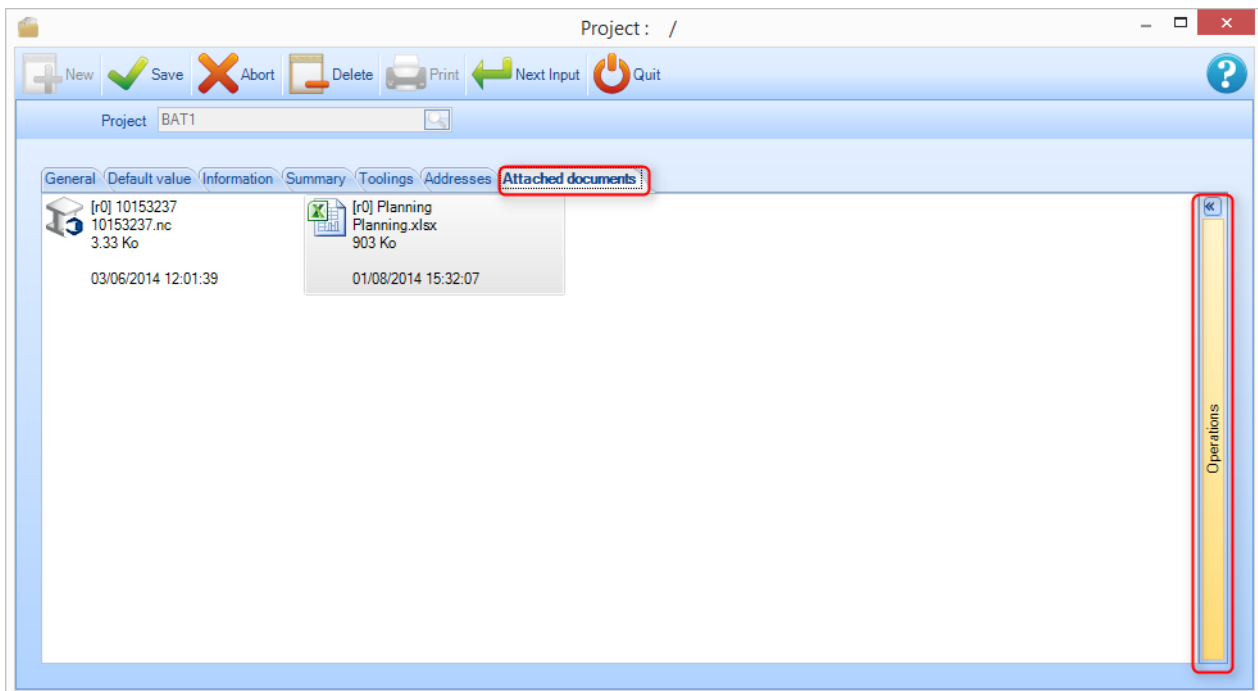 Project : /
New Save Abort Delete Print Next Input Quit ?
Project BAT1
General Default value Information Summary Toolings Addresses Attached documents
[r0] 10153237
10153237.nc
3.33 Ko
03/06/2014 12:01:39
[r0] Planning
Planning.xlsx
903 Ko
01/08/2014 15:32:07
Operations